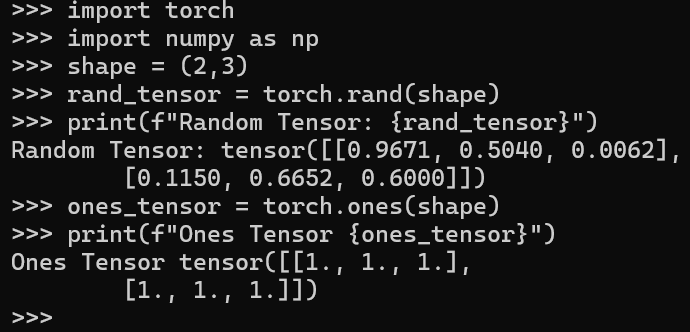 >>> import torch
>>> import numpy as np
>>> shape = (2,3)
>>> rand_tensor = torch.rand(shape)
>>> print(f"Random Tensor: {rand_tensor}")
Random Tensor: tensor([[0.9671, 0.5040, 0.0062],
        [0.1150, 0.6652, 0.6000]])
>>> ones_tensor = torch.ones(shape)
>>> print(f"Ones Tensor {ones_tensor}")
Ones Tensor tensor([[1., 1., 1.],
        [1., 1., 1.]])
>>>